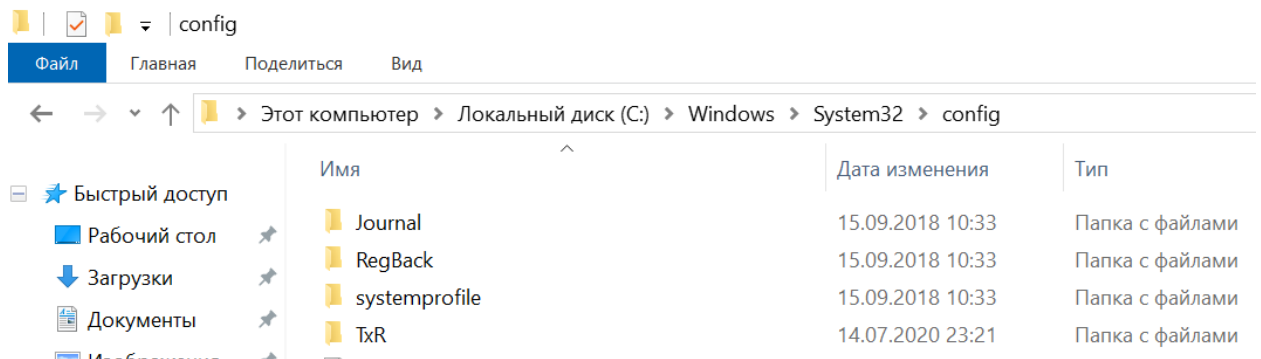 config
Файл Главная Поделиться Вид
Этот компьютер > Локальный диск (C:) > Windows > System32 > config
Имя Дата изменения Тип
Быстрый доступ
Journal 15.09.2018 10:33 Папка с файлами
Рабочий стол
RegBack 15.09.2018 10:33 Папка с файлами
Загрузки
systemprofile 15.09.2018 10:33 Папка с файлами
Документы
TxR 14.07.2020 23:21 Папка с файлами